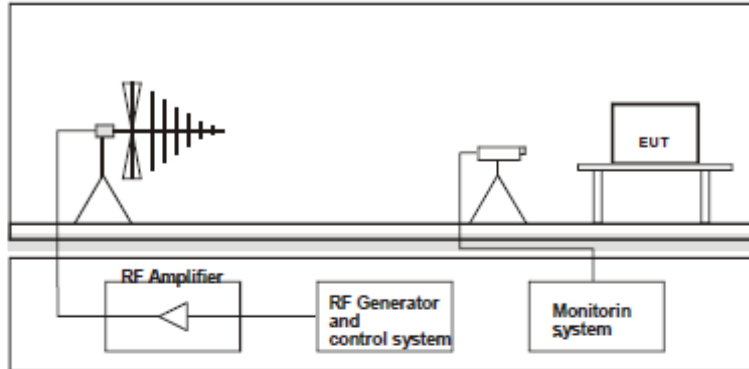 EUT
RF Amplifier
RF Generator
and
control system
Monitorin
system